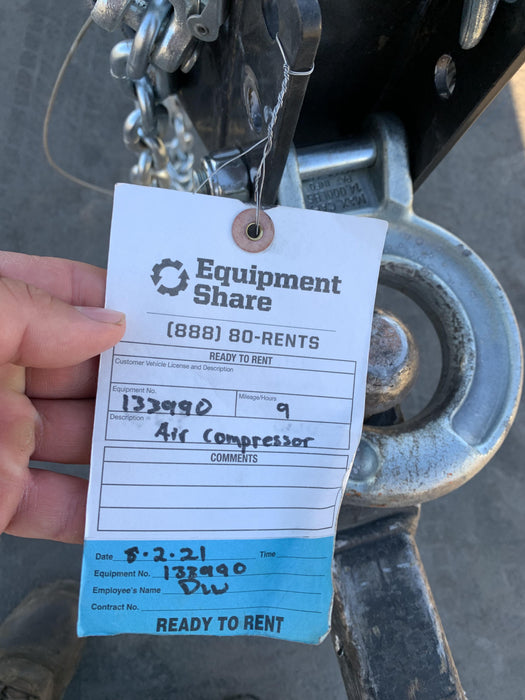 Equipment
Share
(888) 80-RENTS
READY TO RENT
Customer Vehicle License and Description
Equipment No. Mileage/Hours
133990 9
Description
Air Compressor
COMMENTS
Date 8.2.21 Time
Equipment No. 133990
Employee's Name DW
Contract No.
READY TO RENT